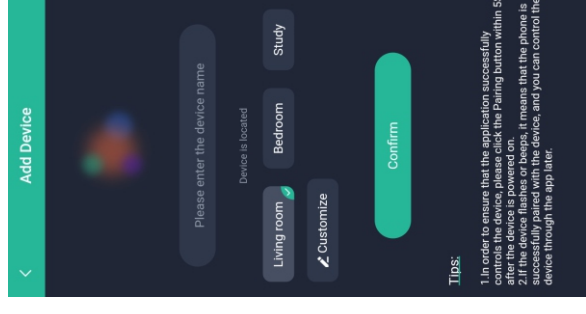 Add Device
Please enter the device name
Device is located
Living room
Bedroom
Study
Customize
Confirm
Tips:
1.In order to ensure that the application successfully
controls the device, please click the Pairing button within 5S
after the device is powered on.
2.If the device flashes or beeps, it means that the phone is
successfully paired with the device, and you can control the
device through the app later.